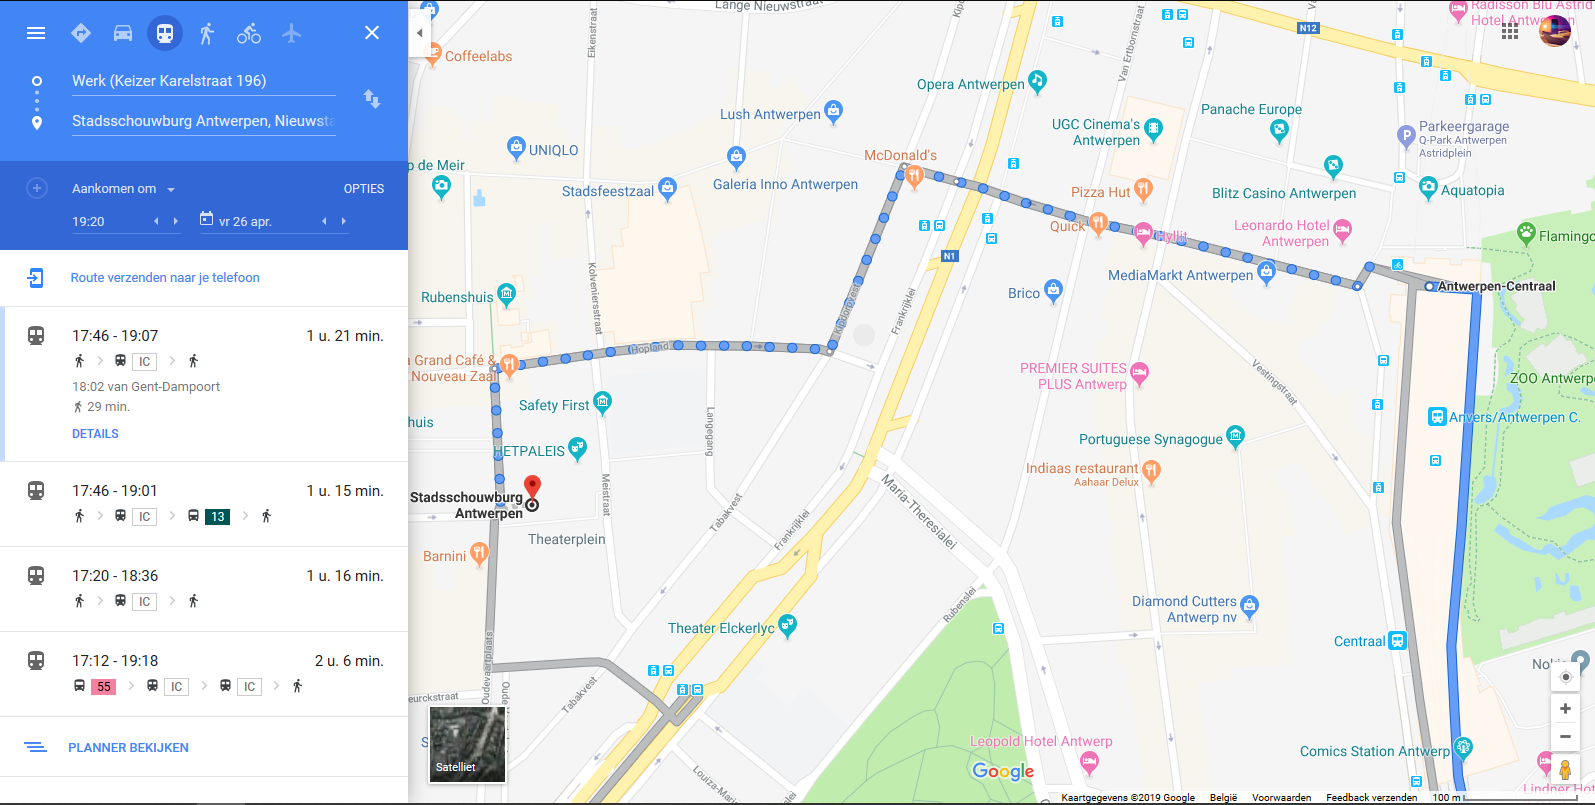 Werk (Keizer Karelstraat 196)
Stadsschouwburg Antwerpen, Nieuwst
Aankomen om
OPTIES
19:20
vr 26 apr.
Route verzenden naar je telefoon
17:46 - 19:07
1 u. 21 min.
IC
18:02 van Gent-Dampoort
29 min.
DETAILS
17:46 - 19:01
1 u. 15 min.
IC
13
17:20 - 18:36
1 u. 16 min.
IC
17:12 - 19:18
2 u. 6 min.
55
IC
IC
PLANNER BEKIJKEN
Lange Nieuwstraat
Radisson Blu Astrid
Hotel Antwerp
N12
Eikenstraat
Van Ertbornstraat
Coffeelabs
Opera Antwerpen
Lush Antwerpen
UGC Cinema's
Antwerpen
Panache Europe
Parkeergarage
Q-Park Antwerpen
Astridplein
UNIQLO
McDonald's
p de Meir
Stadsfeestzaal
Galeria Inno Antwerpen
Pizza Hut
Blitz Casino Antwerpen
Aquatopia
Quick
Hyllit
Leonardo Hotel
Antwerpen
Flamingo
N1
Kolveniersstraat
MediaMarkt Antwerpen
Antwerpen-Centraal
Rubenshuis
Brico
Kipdorpvest
Frankrijklei
Hopland
Grand Café &
Nouveau Zaal
PREMIER SUITES
PLUS Antwerp
Vestingstraat
ZOO Antwerpe
Safety First
huis
Langegang
Anvers/Antwerpen C.
HETPALEIS
Portuguese Synagogue
Indiaas restaurant
Aahaar Delux
Stadsschouwburg
Antwerpen
Meistraat
Tabakvest
Frankrijklei
Maria-Theresialei
Theaterplein
Barnini
Rubenslei
Diamond Cutters
Antwerp nv
Theater Elckerlyc
Centraal
Oudevaartplaats
Tabakvest
Leopold Hotel Antwerp
Comics Station Antwerp
Satelliet
Google
Lindner Hot
Kaartgegevens ©2019 Google
België
Voorwaarden
Feedback verzenden
100 m